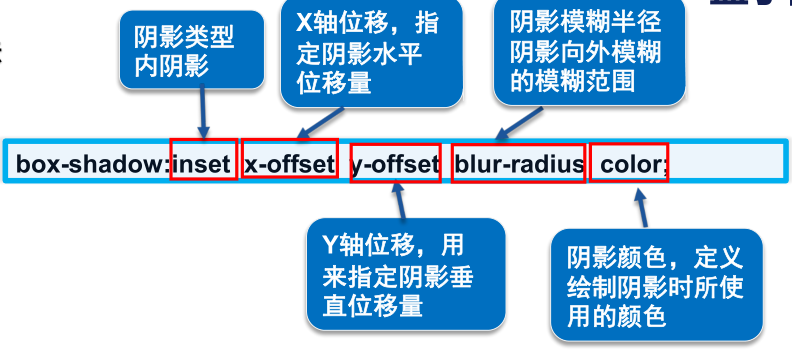 阴影类型
内阴影
X轴位移，指
定阴影水平
位移量
阴影模糊半径
阴影向外模糊
的模糊范围
box-shadow:inset x-offset y-offset blur-radius color;
Y轴位移，用
来指定阴影垂
直位移量
阴影颜色，定义
绘制阴影时所使
用的颜色